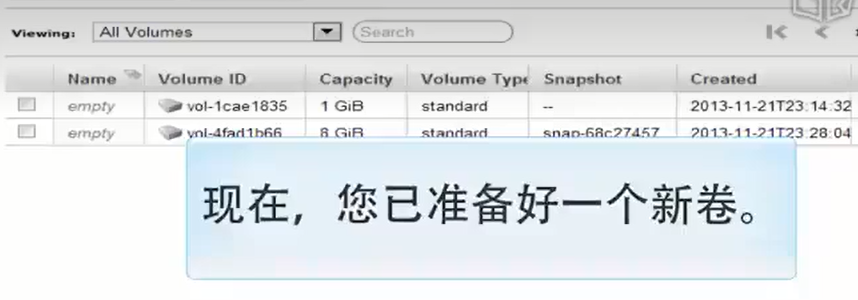 Viewing: All Volumes Search
Name Volume ID Capacity Volume Type Snapshot Created
empty vol-1cae1835 1 GiB standard -- 2013-11-21T23:14:32
empty vol-4fad1b66 8 GiB standard snap-68c27457 2013-11-21T23:28:04
现在，您已准备好一个新卷。